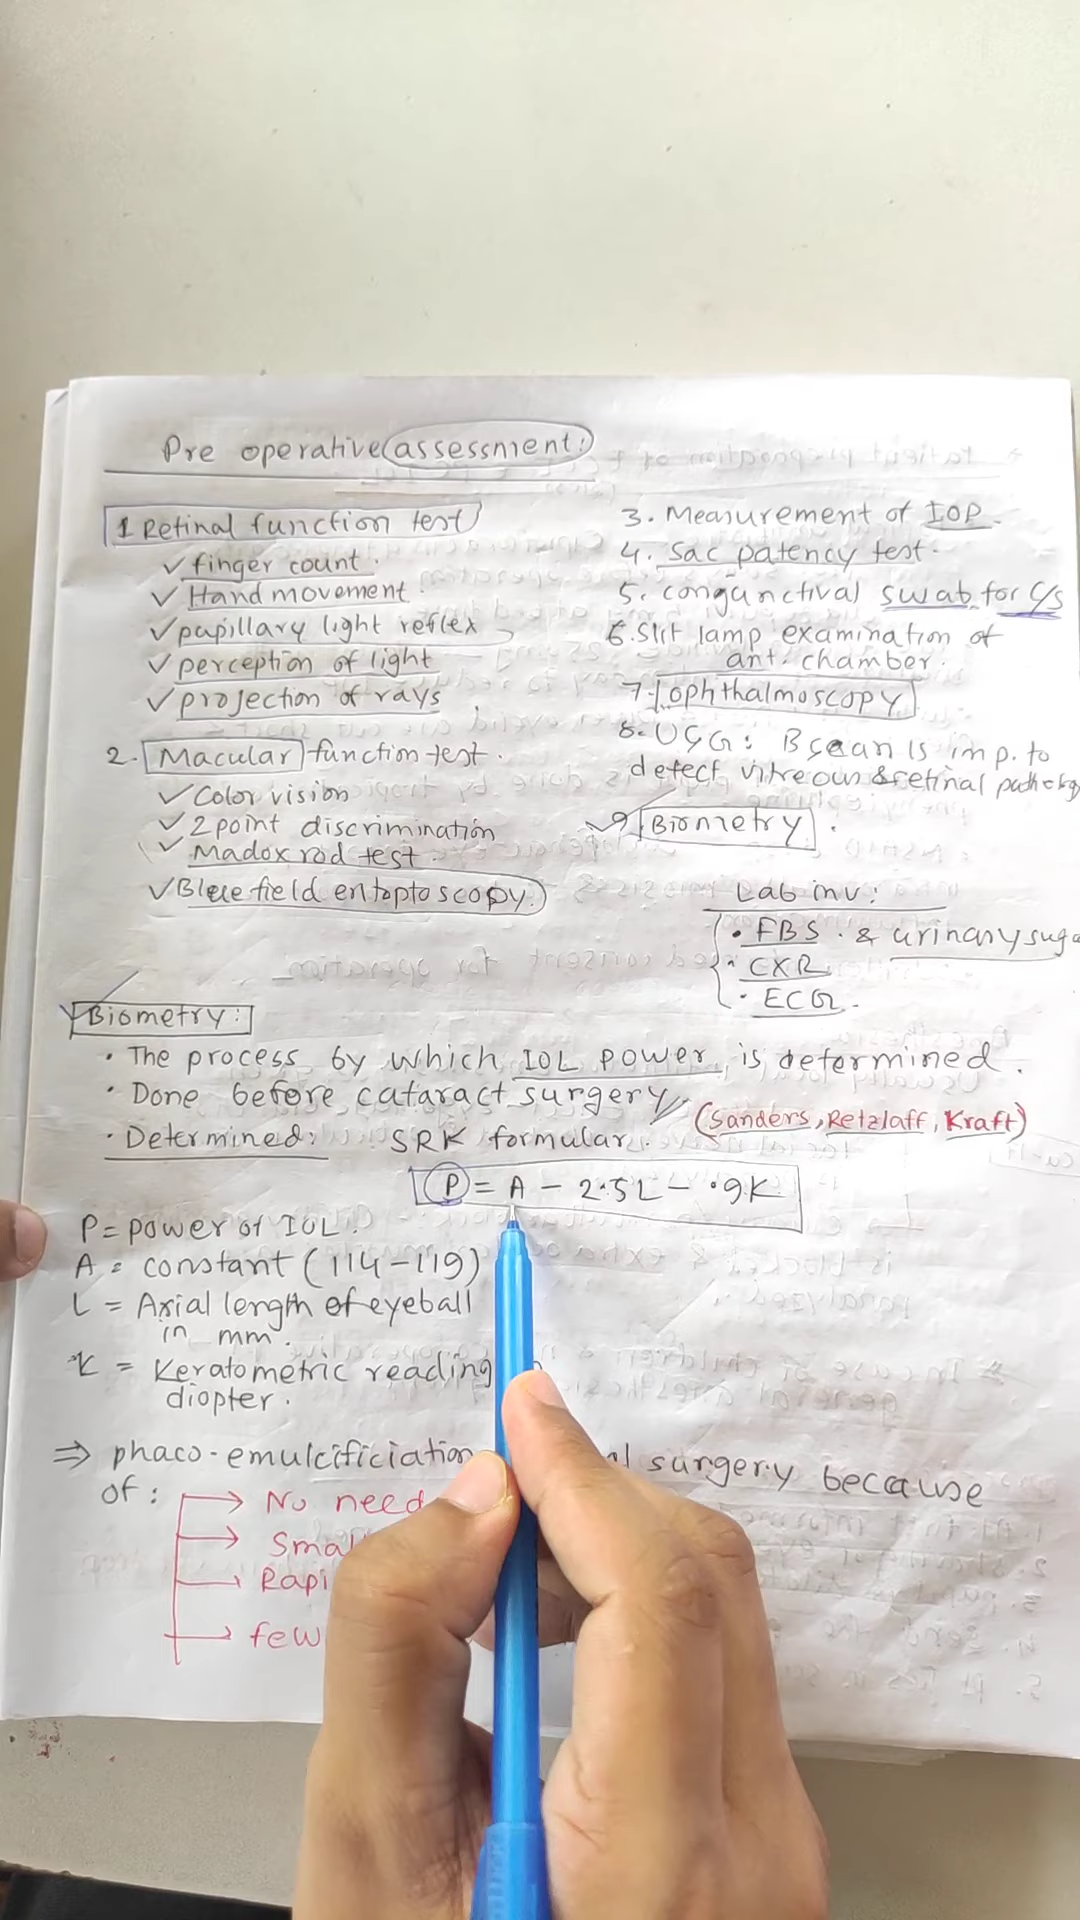 Pre operative assessment:
1 Retinal function test
✓ finger count.
✓ Hand movement.
✓ pupillary light reflex
✓ perception of light
✓ projection of rays
2. Macular function test.
✓ Color vision
✓ 2 point discrimination
✓ Madox rod test.
✓ Blue field entoptoscopy
3. Measurement of IOP.
4. Sac patency test.
5. conganctival swab for C/S
6. Slit lamp examination of
ant. chamber.
7. ophthalmoscopy
8. USG: B scan is imp. to
detect vitreous & retinal pathology
✓ 9 Biometry.
Lab inv:
• FBS. & urinary suga
• CXR
• ECG.
Biometry:
• The process by which IOL power is determined.
• Done before cataract surgery
(Sanders, Retzlaff, Kraft)
• Determined: SRK formular.
P = A - 2.5L - .9K
P = power of IOL.
A = constant (114-119)
L = Axial length of eyeball
in mm.
K = Keratometric reading
diopter.
⇒ phaco-emulcificiation surgery because
of:
→ No need
→ Smal
→ Rapi
→ few